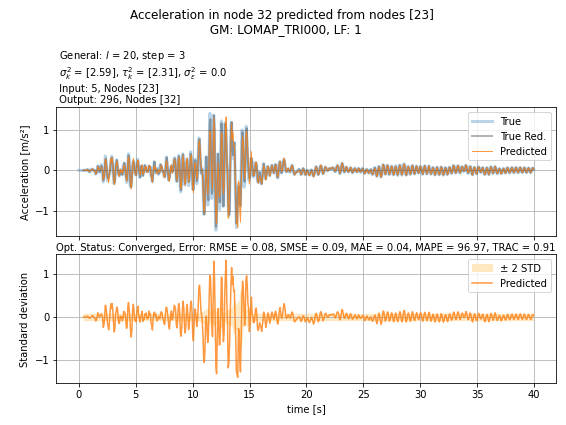 Acceleration in node 32 predicted from nodes [23]
GM: LOMAP_TRI000, LF: 1
General: l = 20, step = 3
σ²ₖ = [2.59], τ²ₖ = [2.31], σ²ε = 0.0
Input: 5, Nodes [23]
Output: 296, Nodes [32]
Acceleration [m/s²]
1
0
−1
True
True Red.
Predicted
Opt. Status: Converged, Error: RMSE = 0.08, SMSE = 0.09, MAE = 0.04, MAPE = 96.97, TRAC = 0.91
Standard deviation
1
0
−1
± 2 STD
Predicted
0 5 10 15 20 25 30 35 40
time [s]